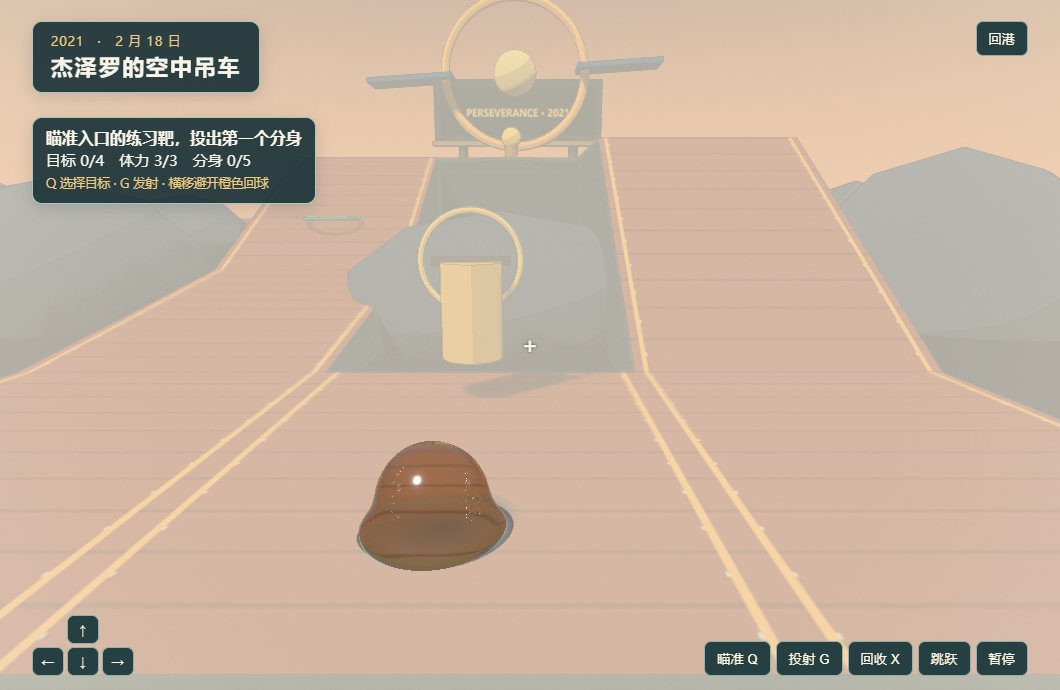 2021 · 2 月 18 日
杰泽罗的空中吊车
回港
瞄准入口的练习靶，投出第一个分身
目标 0/4 体力 3/3 分身 0/5
Q 选择目标 · G 发射 · 横移避开橙色回球
PERSEVERANCE • 2021
↑
← ↓ →
瞄准 Q 投射 G 回收 X 跳跃 暂停